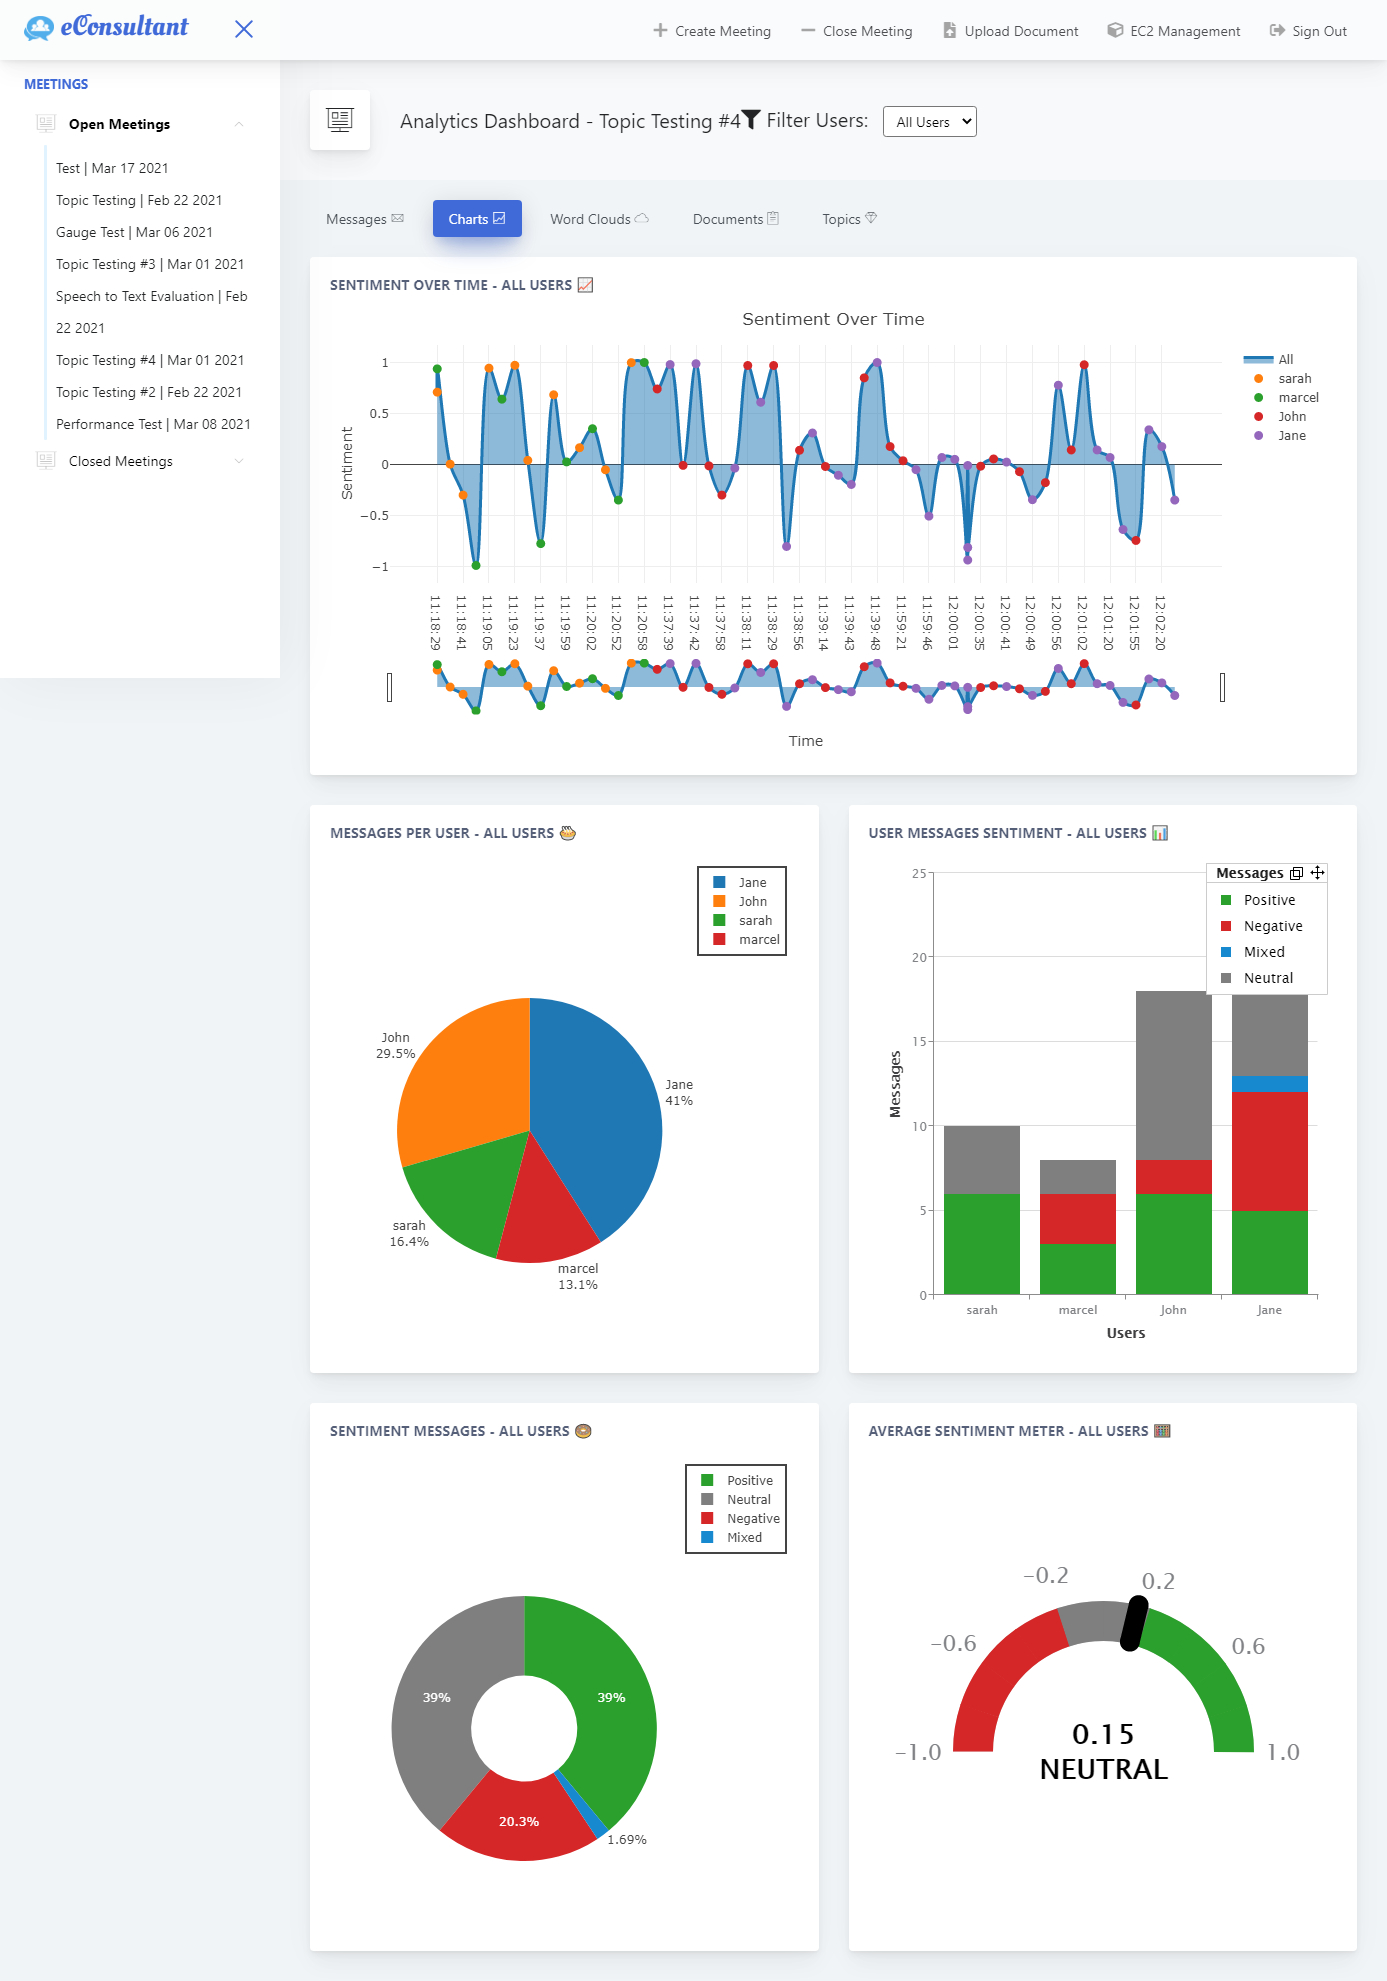 eConsultant
Create Meeting
Close Meeting
Upload Document
EC2 Management
Sign Out
MEETINGS
Open Meetings
Test | Mar 17 2021
Topic Testing | Feb 22 2021
Gauge Test | Mar 06 2021
Topic Testing #3 | Mar 01 2021
Speech to Text Evaluation | Feb
22 2021
Topic Testing #4 | Mar 01 2021
Topic Testing #2 | Feb 22 2021
Performance Test | Mar 08 2021
Closed Meetings
Analytics Dashboard - Topic Testing #4 Filter Users: All Users
Messages
Charts
Word Clouds
Documents
Topics
SENTIMENT OVER TIME - ALL USERS
Sentiment Over Time
1
0.5
0
−0.5
−1
Sentiment
All
sarah
marcel
John
Jane
11:18:29
11:18:41
11:19:05
11:19:23
11:19:37
11:19:59
11:20:02
11:20:52
11:20:58
11:37:39
11:37:42
11:37:58
11:38:11
11:38:29
11:38:56
11:39:14
11:39:43
11:39:48
11:59:21
11:59:46
12:00:01
12:00:35
12:00:41
12:00:49
12:00:56
12:01:02
12:01:20
12:01:55
12:02:20
Time
MESSAGES PER USER - ALL USERS
Jane
John
sarah
marcel
John
29.5%
Jane
41%
sarah
16.4%
marcel
13.1%
USER MESSAGES SENTIMENT - ALL USERS
Messages
Positive
Negative
Mixed
Neutral
25
20
15
10
5
0
Messages
sarah
marcel
John
Jane
Users
SENTIMENT MESSAGES - ALL USERS
Positive
Neutral
Negative
Mixed
39%
39%
20.3%
1.69%
AVERAGE SENTIMENT METER - ALL USERS
−0.2
0.2
−0.6
0.6
−1.0
1.0
0.15
NEUTRAL